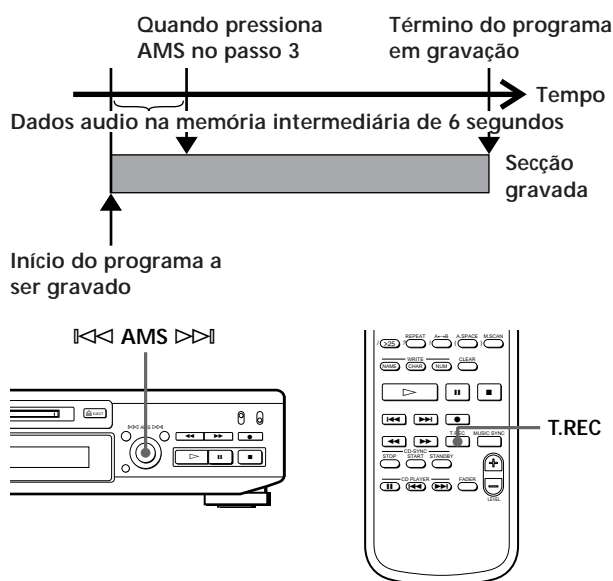 Quando pressiona
AMS no passo 3
Término do programa
em gravação
Tempo
Dados audio na memória intermediária de 6 segundos
Secção
gravada
Início do programa a
ser gravado
AMS
EJECT
AMS
REPEAT A↔B A.SPACE M.SCAN
>25
WRITE
NAME CHAR NUM CLEAR
T.REC MUSIC SYNC
T.REC
CD-SYNC
STOP START STANDBY
CD PLAYER FADER
LEVEL